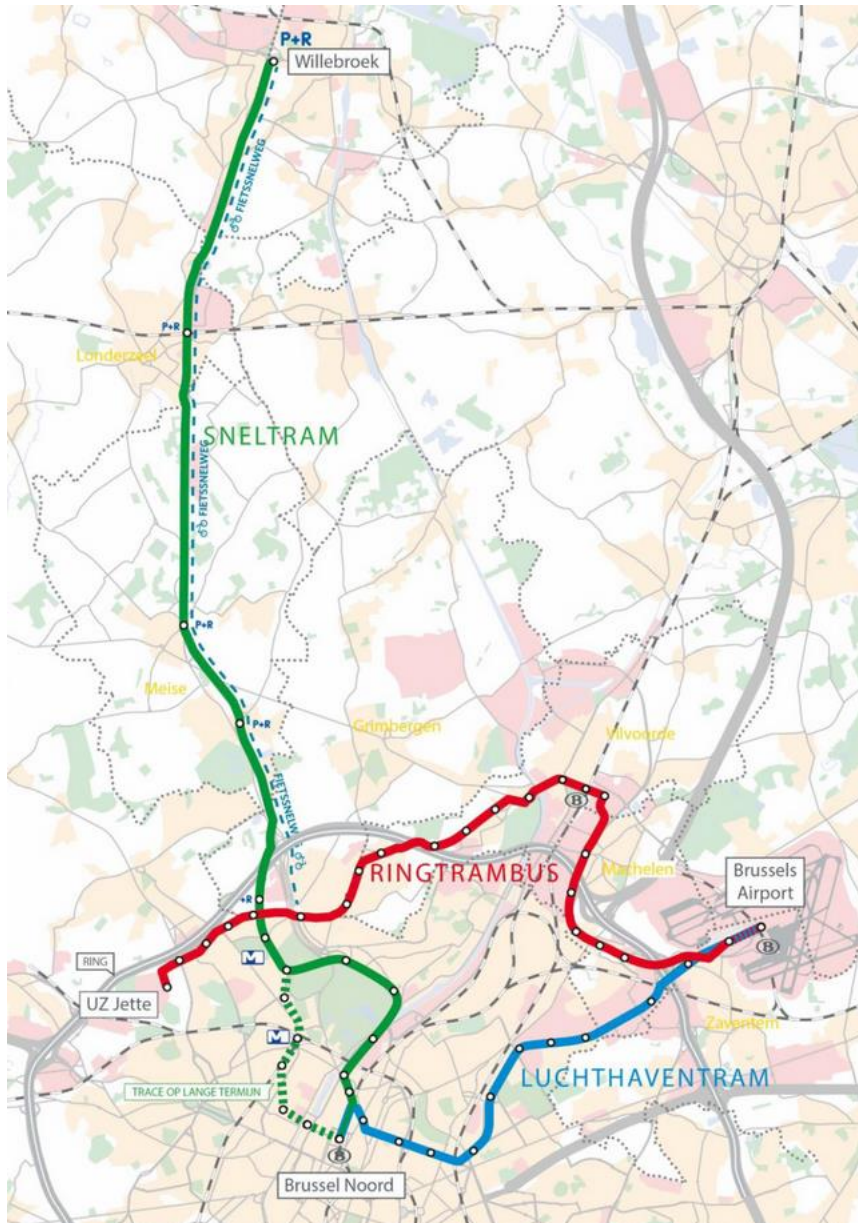 P+R
Willebroek
FIETSSNELWEG
P+R
Londerzeel
SNELTRAM
FIETSSNELWEG
P+R
Meise
P+R
Grimbergen
Vilvoorde
B
FIETSSNELW
RINGTRAMBUS
Machelen
Brussels
Airport
+R
B
M
RING
UZ Jette
M
Zaventem
LUCHTHAVENTRAM
TRACE OP LANGE TERMIJN
B
Brussel Noord